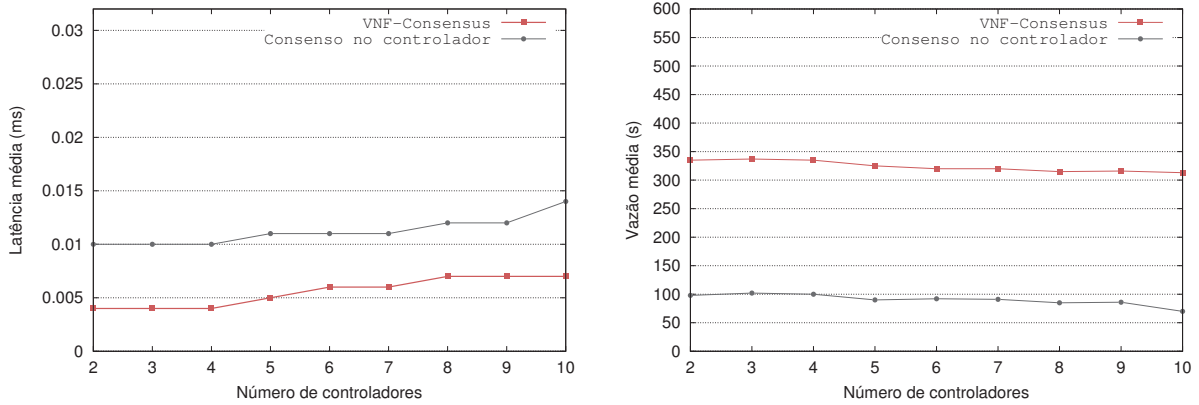 VNF-Consensus
Consenso no controlador
0.03
0.025
0.02
0.015
0.01
0.005
0
2 3 4 5 6 7 8 9 10
Latência média (ms)
Número de controladores
VNF-Consensus
Consenso no controlador
600
550
500
450
400
350
300
250
200
150
100
50
0
2 3 4 5 6 7 8 9 10
Vazão média (s)
Número de controladores